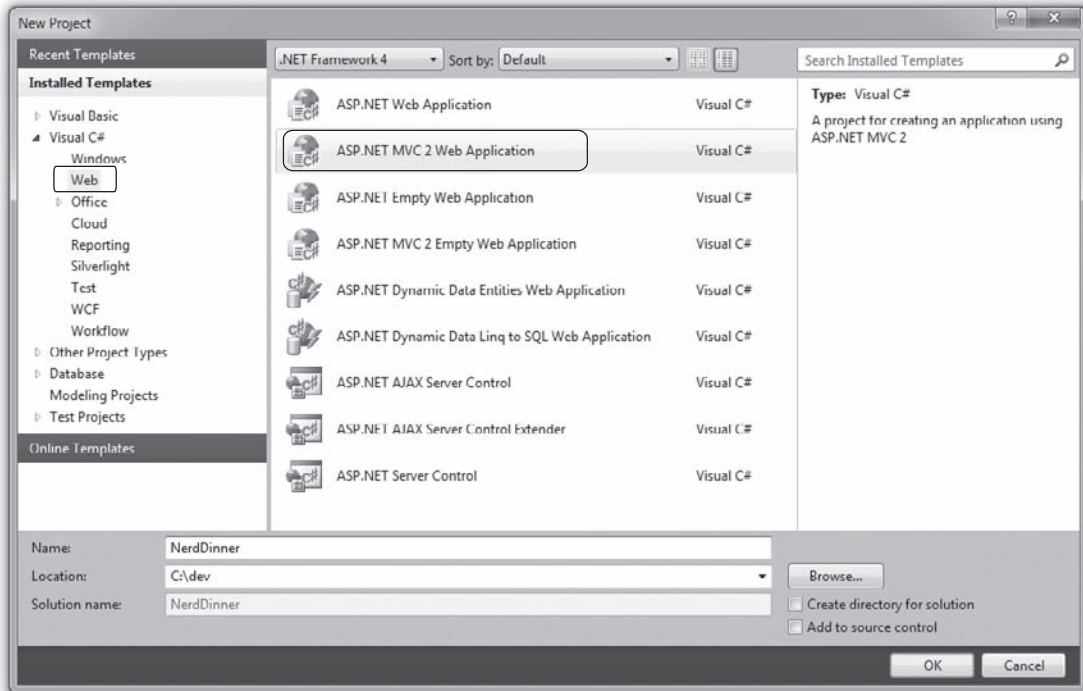 New Project
Recent Templates
Installed Templates
Visual Basic
Visual C#
Windows
Web
Office
Cloud
Reporting
Silverlight
Test
WCF
Workflow
Other Project Types
Database
Modeling Projects
Test Projects
Online Templates
.NET Framework 4 Sort by: Default
ASP.NET Web Application Visual C#
ASP.NET MVC 2 Web Application Visual C#
ASP.NET Empty Web Application Visual C#
ASP.NET MVC 2 Empty Web Application Visual C#
ASP.NET Dynamic Data Entities Web Application Visual C#
ASP.NET Dynamic Data Linq to SQL Web Application Visual C#
ASP.NET AJAX Server Control Visual C#
ASP.NET AJAX Server Control Extender Visual C#
ASP.NET Server Control Visual C#
Search Installed Templates
Type: Visual C#
A project for creating an application using
ASP.NET MVC 2
Name: NerdDinner
Location: C:\dev Browse...
Solution name: NerdDinner Create directory for solution
Add to source control
OK Cancel